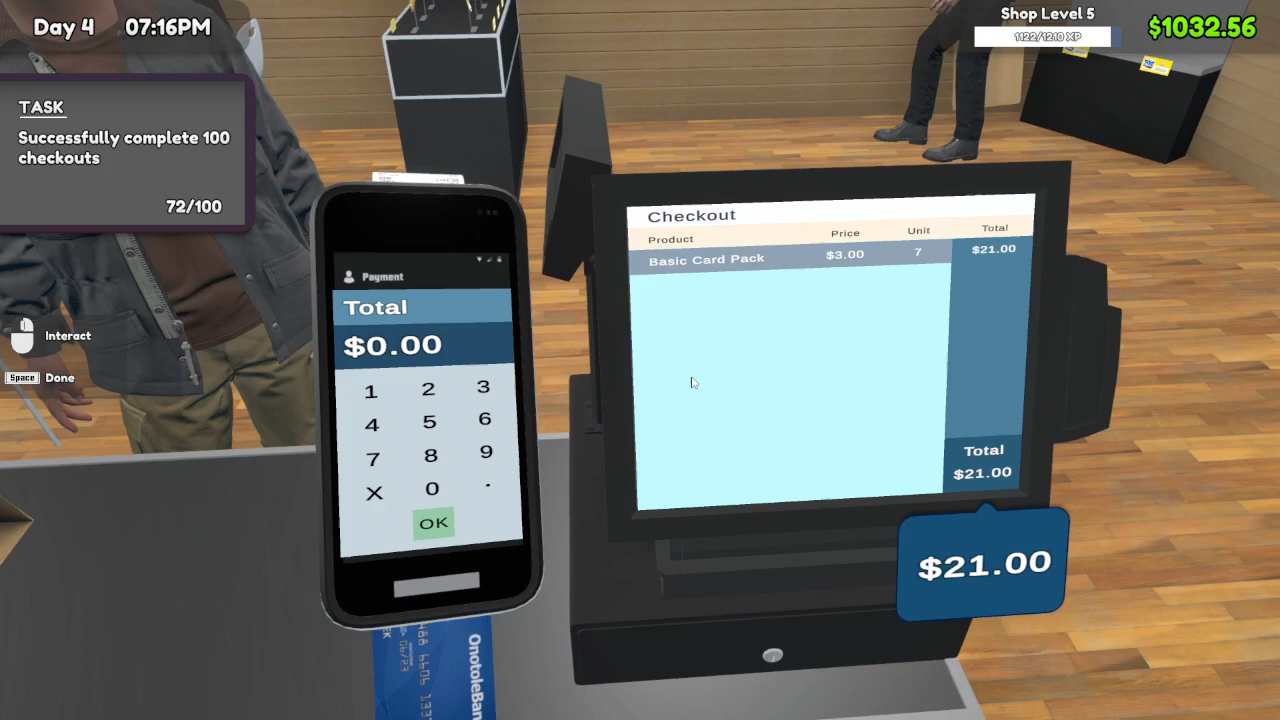 Day 4 07:16PM
Shop Level 5
1122/1210 XP
$1032.56
TASK
Successfully complete 100
checkouts
72/100
Interact
Space Done
Payment
Total
$0.00
1 2 3
4 5 6
7 8 9
X 0 .
OK
Checkout
Product Price Unit Total
Basic Card Pack $3.00 7 $21.00
Total
$21.00
$21.00
OnotoleBan